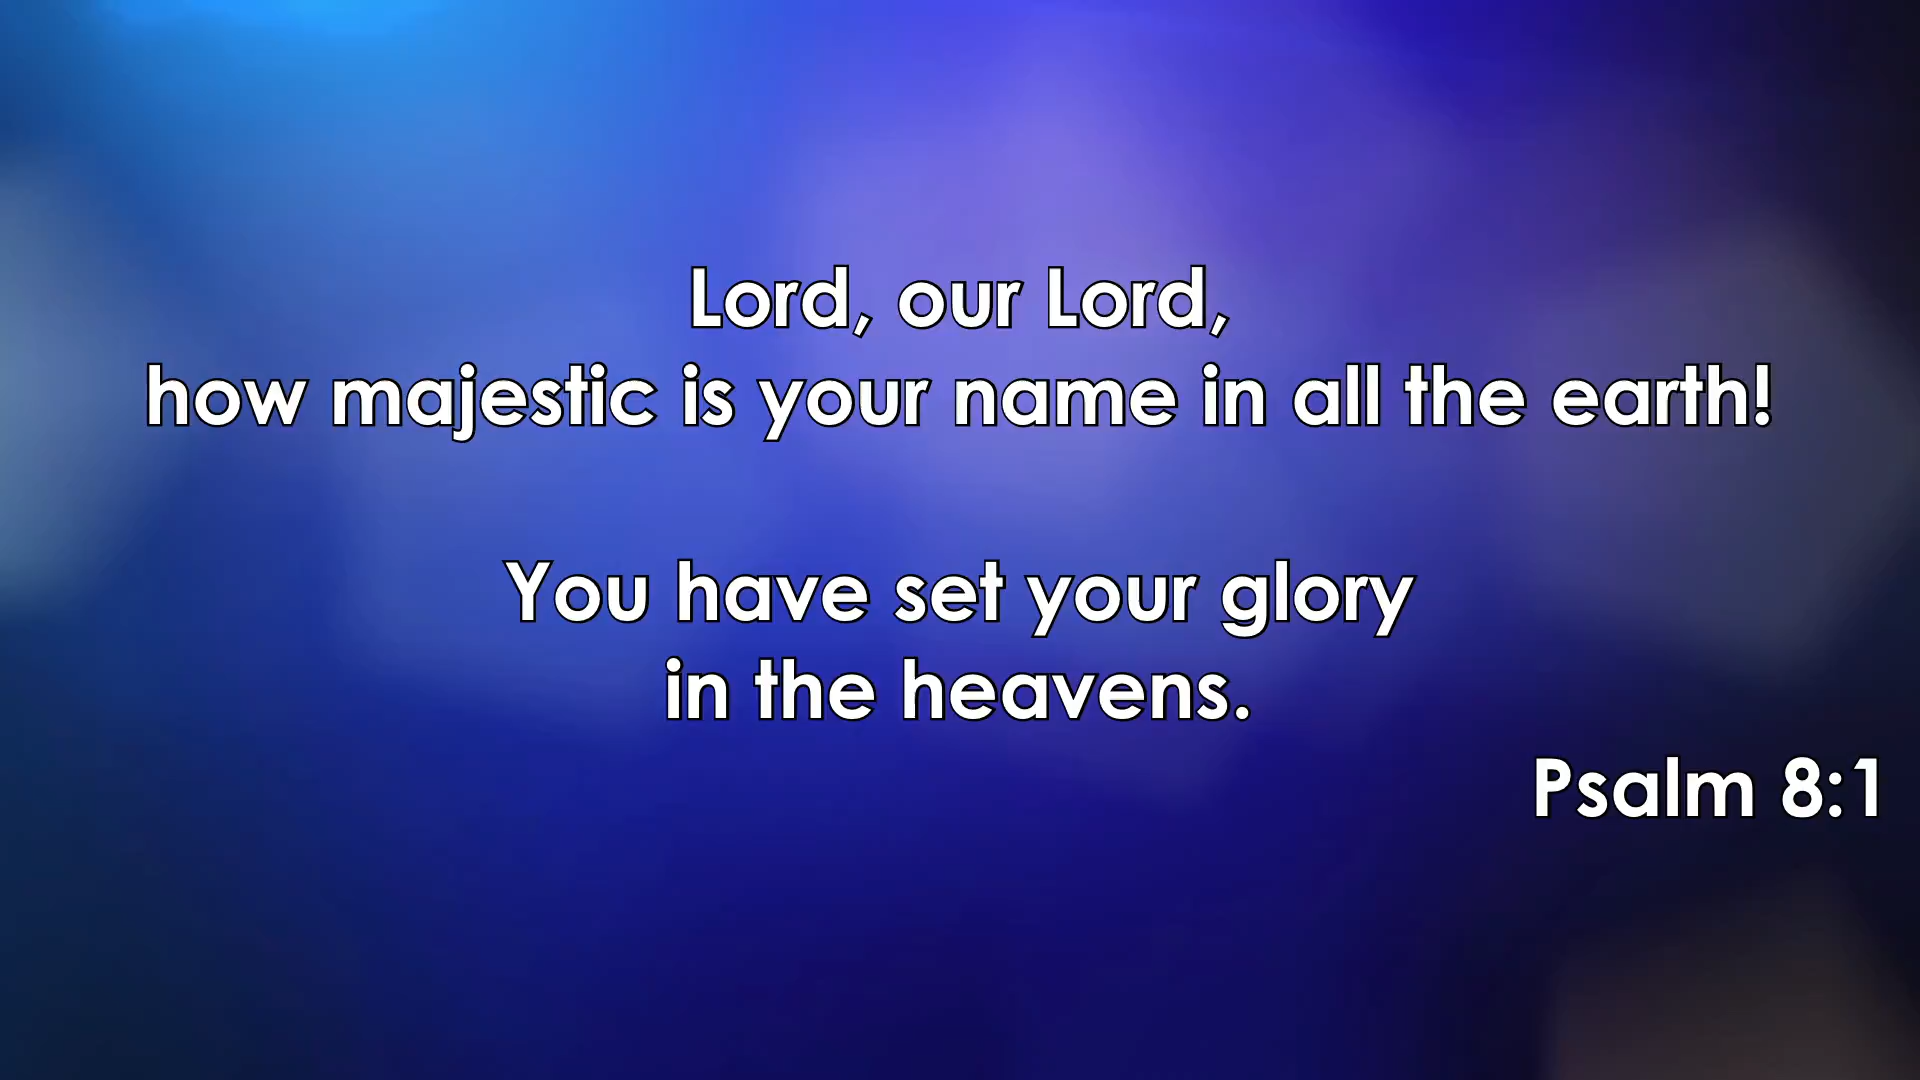 Lord, our Lord,
how majestic is your name in all the earth!
You have set your glory
in the heavens.
Psalm 8:1